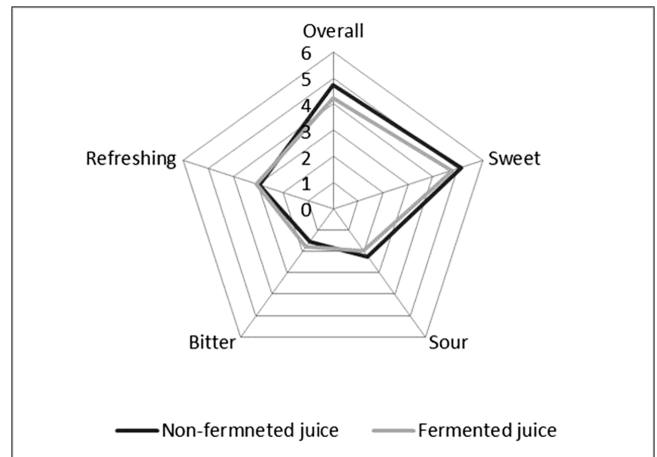 Overall
6
5
4
3
2
1
0
Refreshing
Sweet
Bitter
Sour
Non-fermneted juice
Fermented juice